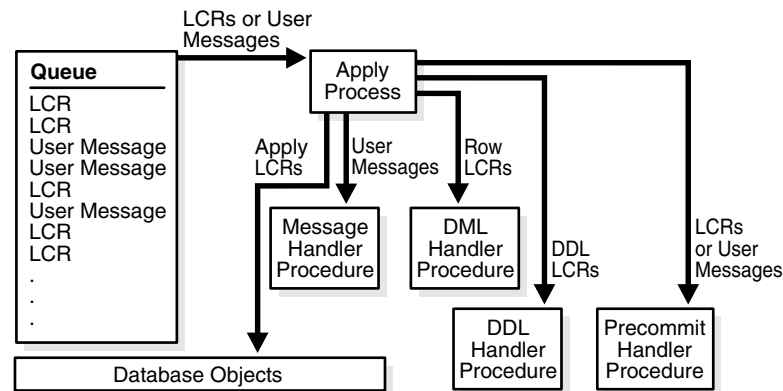 LCRs or User
Messages
Queue
LCR
LCR
User Message
User Message
LCR
User Message
LCR
LCR
.
.
.
Apply
Process
Apply
LCRs
User
Messages
Row
LCRs
DDL
LCRs
LCRs
or User
Messages
Message
Handler
Procedure
DML
Handler
Procedure
DDL
Handler
Procedure
Precommit
Handler
Procedure
Database Objects